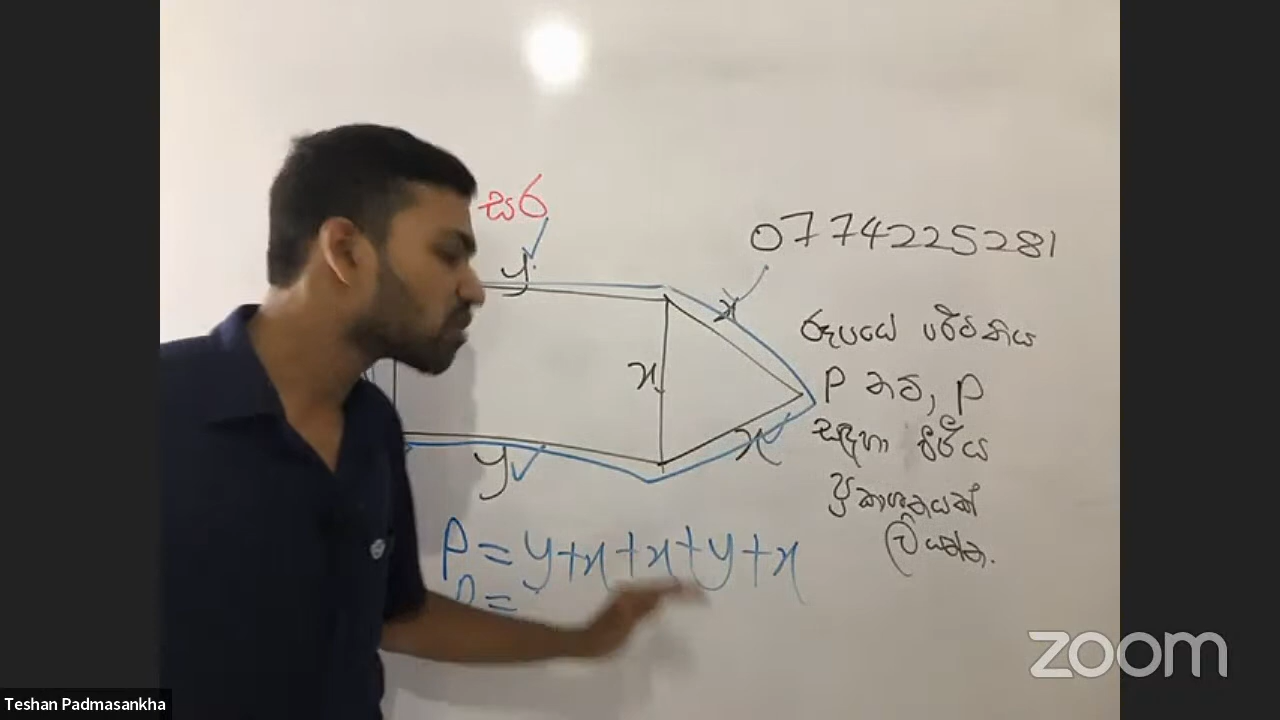 සර
y
0774225281
x
රූපයේ පරිමිතිය
x
P නම්, P
සඳහා වීජීය
x
y
ප්‍රකාශනයක්
ලියන්න.
P = y+x+x+y+x
P =
zoom
Teshan Padmasankha